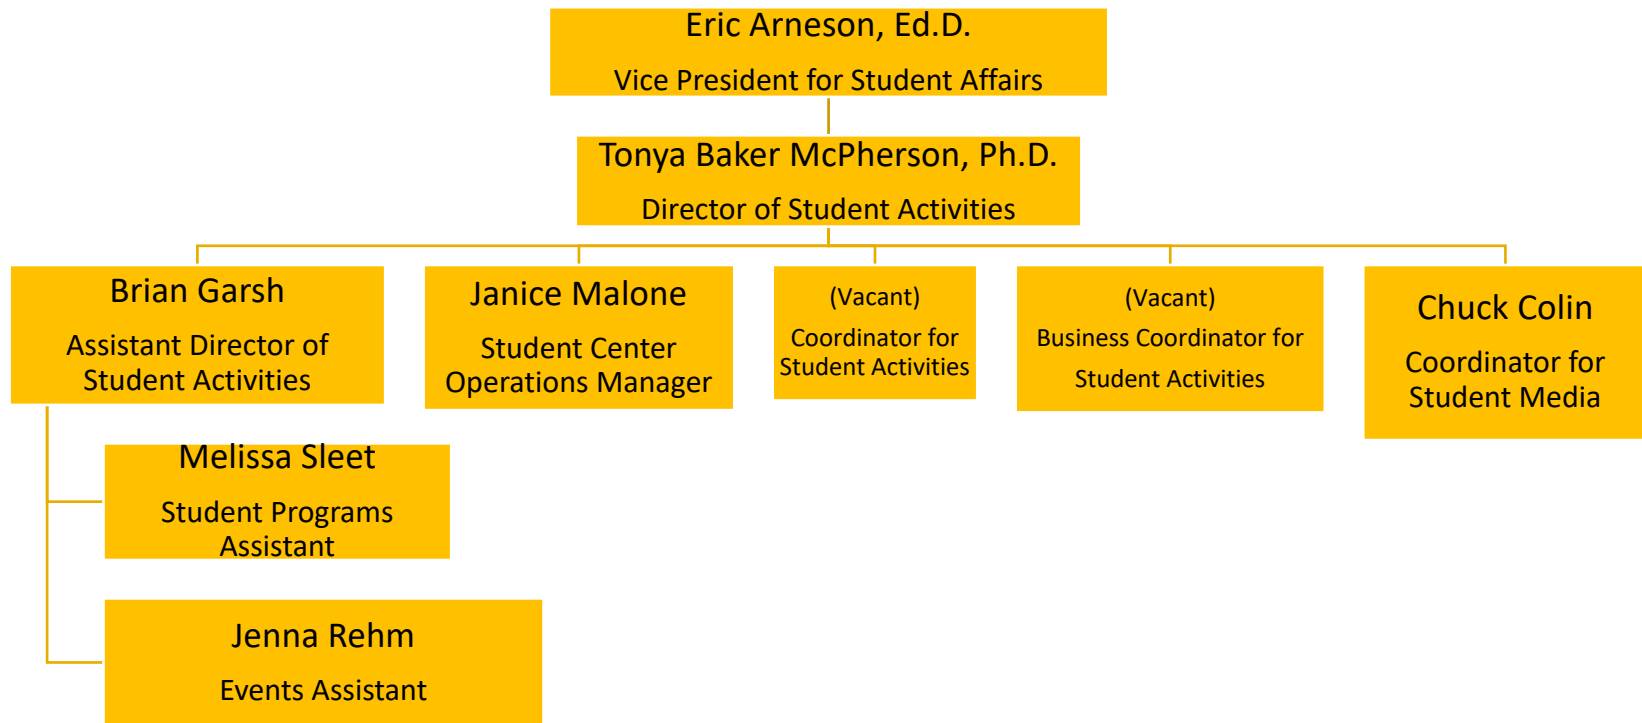 Eric Arneson, Ed.D.
Vice President for Student Affairs
Tonya Baker McPherson, Ph.D.
Director of Student Activities
Brian Garsh
Assistant Director of
Student Activities
Janice Malone
Student Center
Operations Manager
(Vacant)
Coordinator for
Student Activities
(Vacant)
Business Coordinator for
Student Activities
Chuck Colin
Coordinator for
Student Media
Melissa Sleet
Student Programs
Assistant
Jenna Rehm
Events Assistant